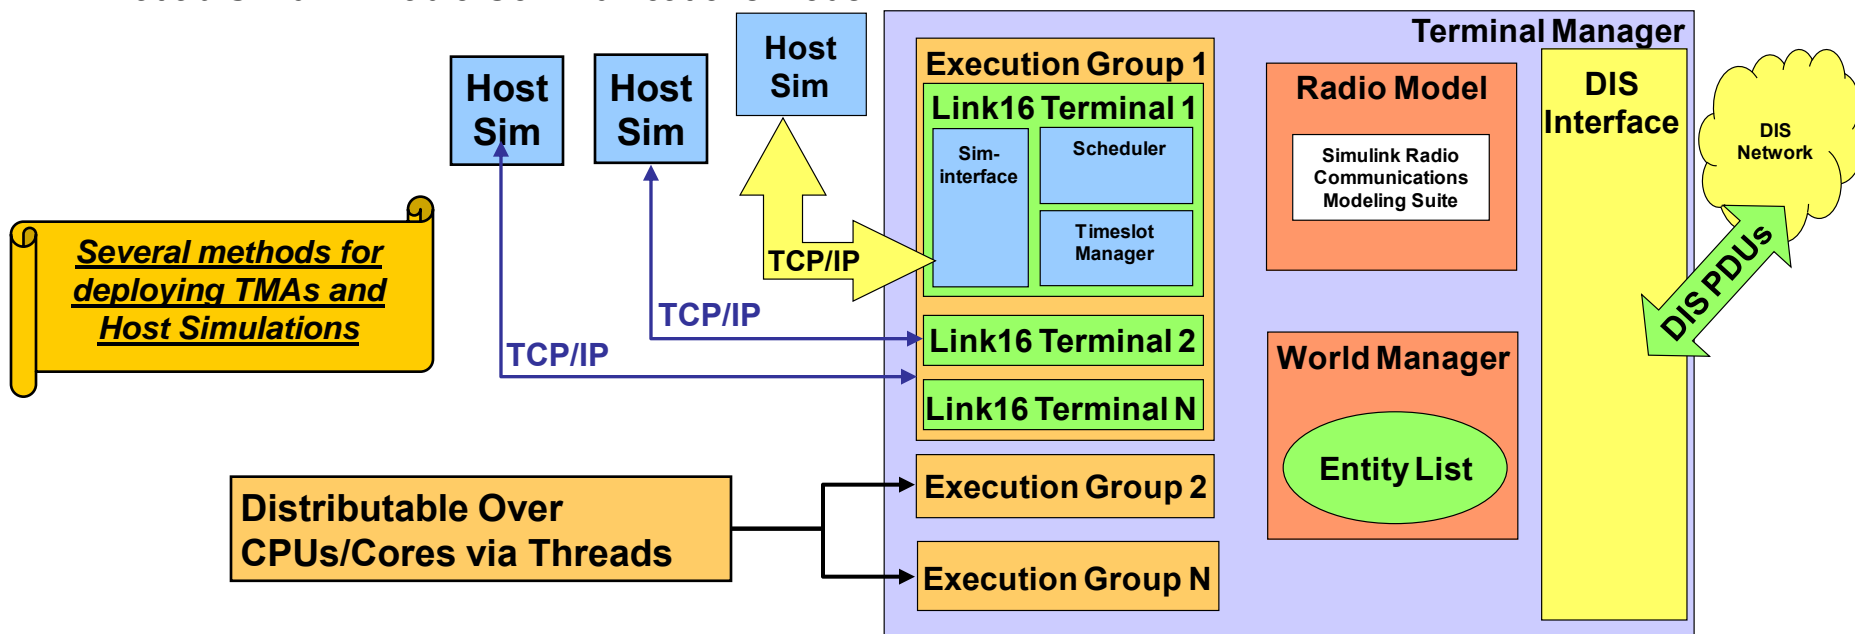 Terminal Manager
Host
Sim
Host
Sim
Host
Sim
Several methods for
deploying TMAs and
Host Simulations
TCP/IP
TCP/IP
TCP/IP
Execution Group 1
Link16 Terminal 1
Sim-
interface
Scheduler
Timeslot
Manager
Link16 Terminal 2
Link16 Terminal N
Execution Group 2
Execution Group N
Distributable Over
CPUs/Cores via Threads
Radio Model
Simulink Radio
Communications
Modeling Suite
World Manager
Entity List
DIS
Interface
DIS PDUs
DIS
Network